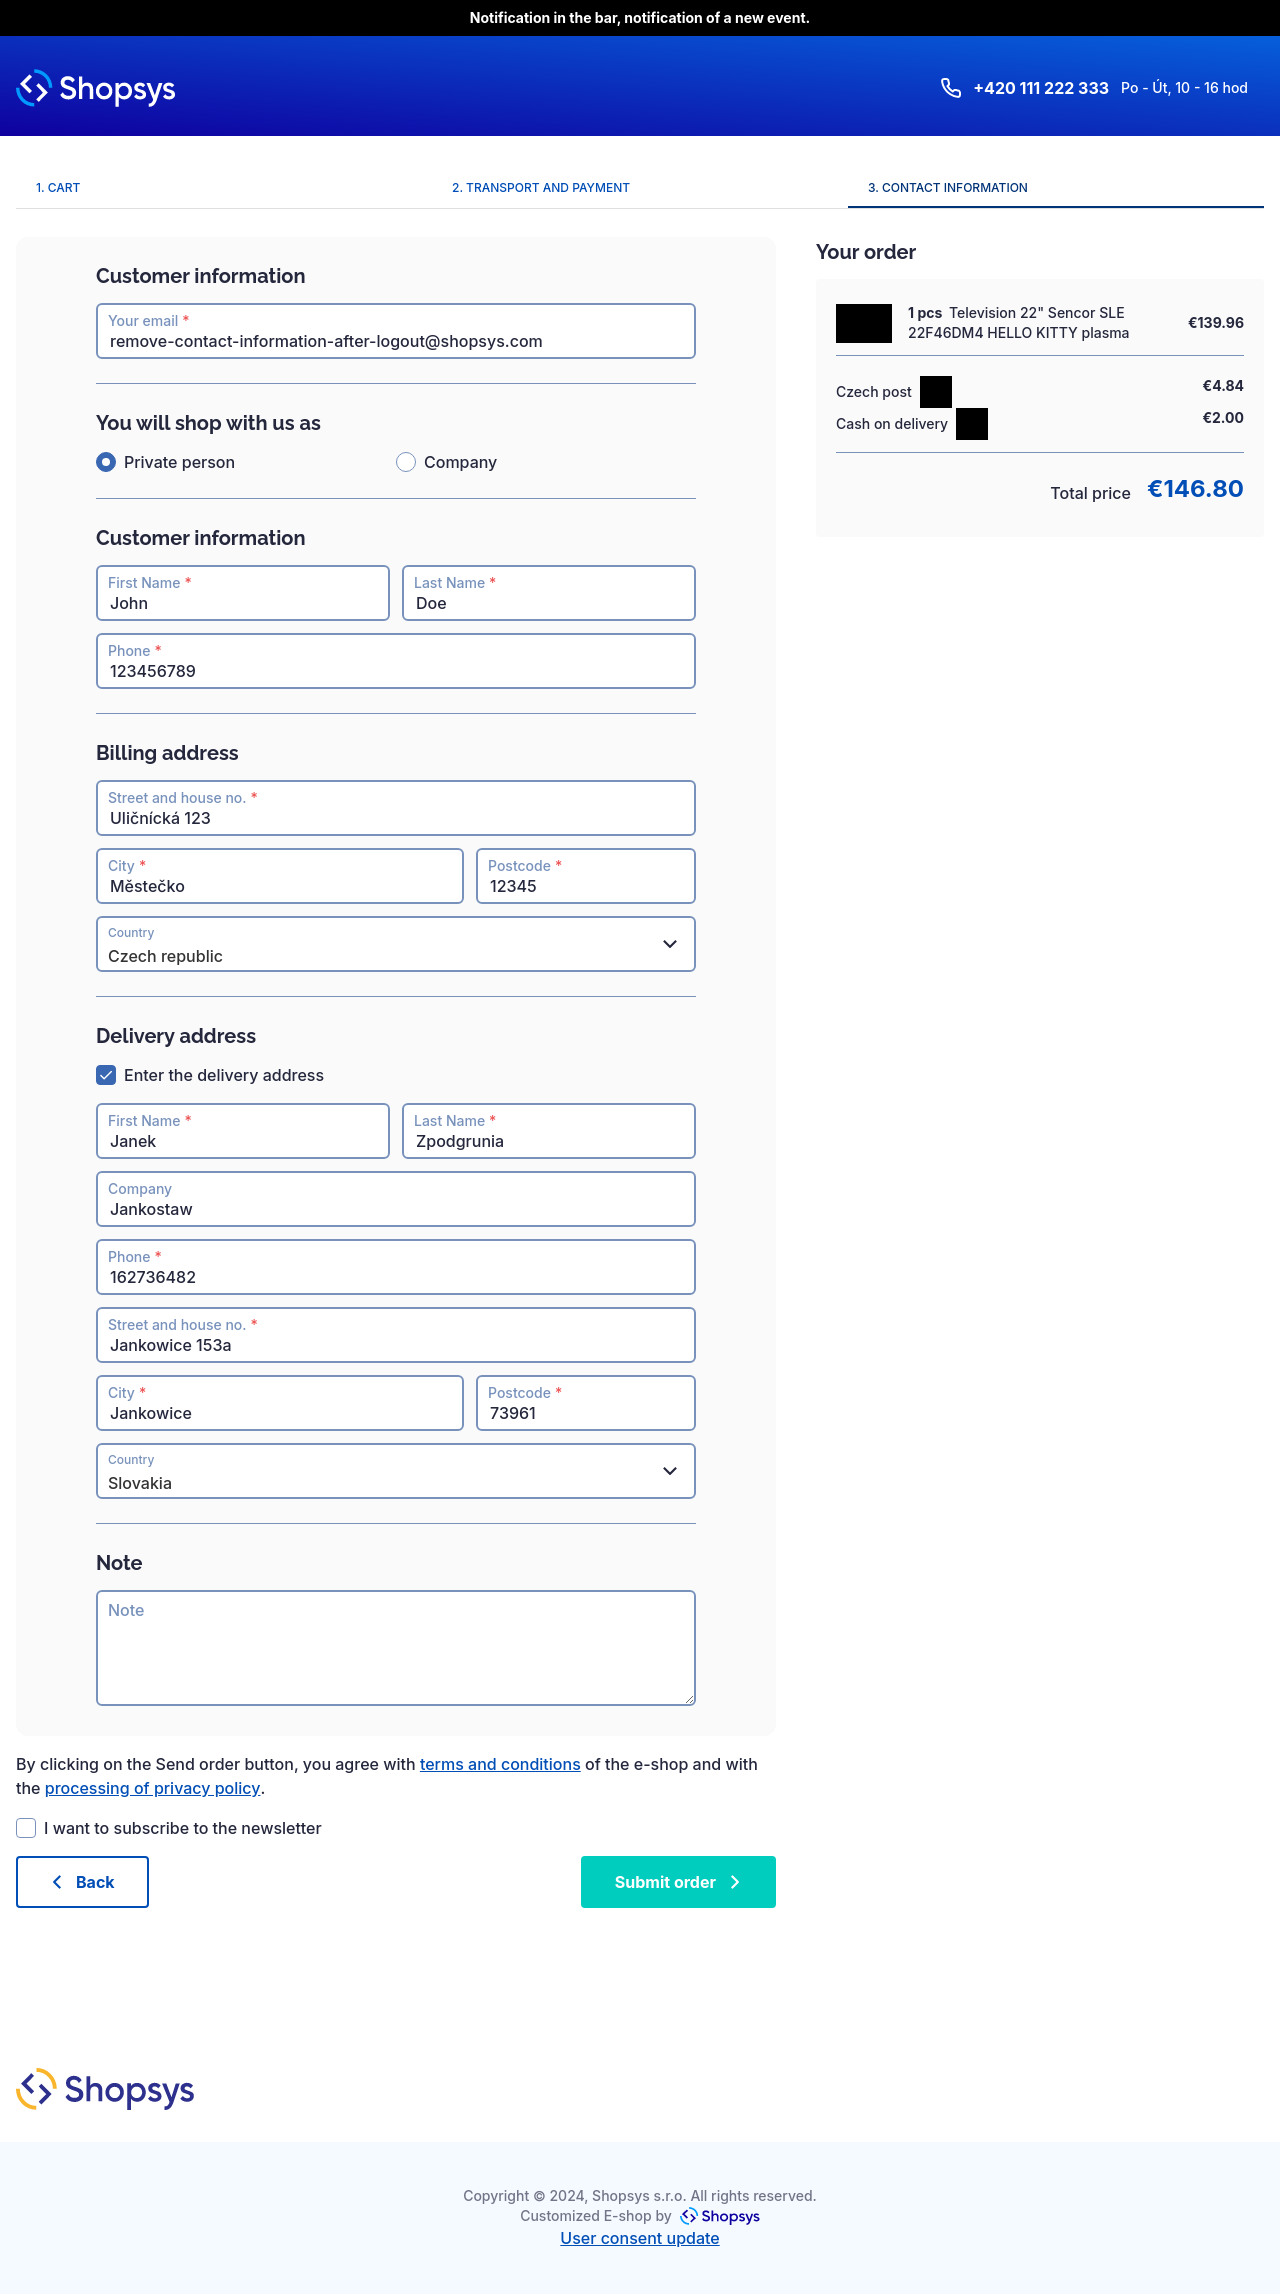 Notification in the bar, notification of a new event.
Shopsys
+420 111 222 333 Po - Út, 10 - 16 hod
1. CART
2. TRANSPORT AND PAYMENT
3. CONTACT INFORMATION
Customer information
Your email *
remove-contact-information-after-logout@shopsys.com
You will shop with us as
Private person
Company
Customer information
First Name *
John
Last Name *
Doe
Phone *
123456789
Billing address
Street and house no. *
Uličnícká 123
City *
Městečko
Postcode *
12345
Country
Czech republic
Delivery address
Enter the delivery address
First Name *
Janek
Last Name *
Zpodgrunia
Company
Jankostaw
Phone *
162736482
Street and house no. *
Jankowice 153a
City *
Jankowice
Postcode *
73961
Country
Slovakia
Note
Note
By clicking on the Send order button, you agree with terms and conditions of the e-shop and with
the processing of privacy policy.
I want to subscribe to the newsletter
Back
Submit order
Your order
1 pcs Television 22" Sencor SLE
22F46DM4 HELLO KITTY plasma
€139.96
Czech post
€4.84
Cash on delivery
€2.00
Total price €146.80
Shopsys
Copyright © 2024, Shopsys s.r.o. All rights reserved.
Customized E-shop by Shopsys
User consent update